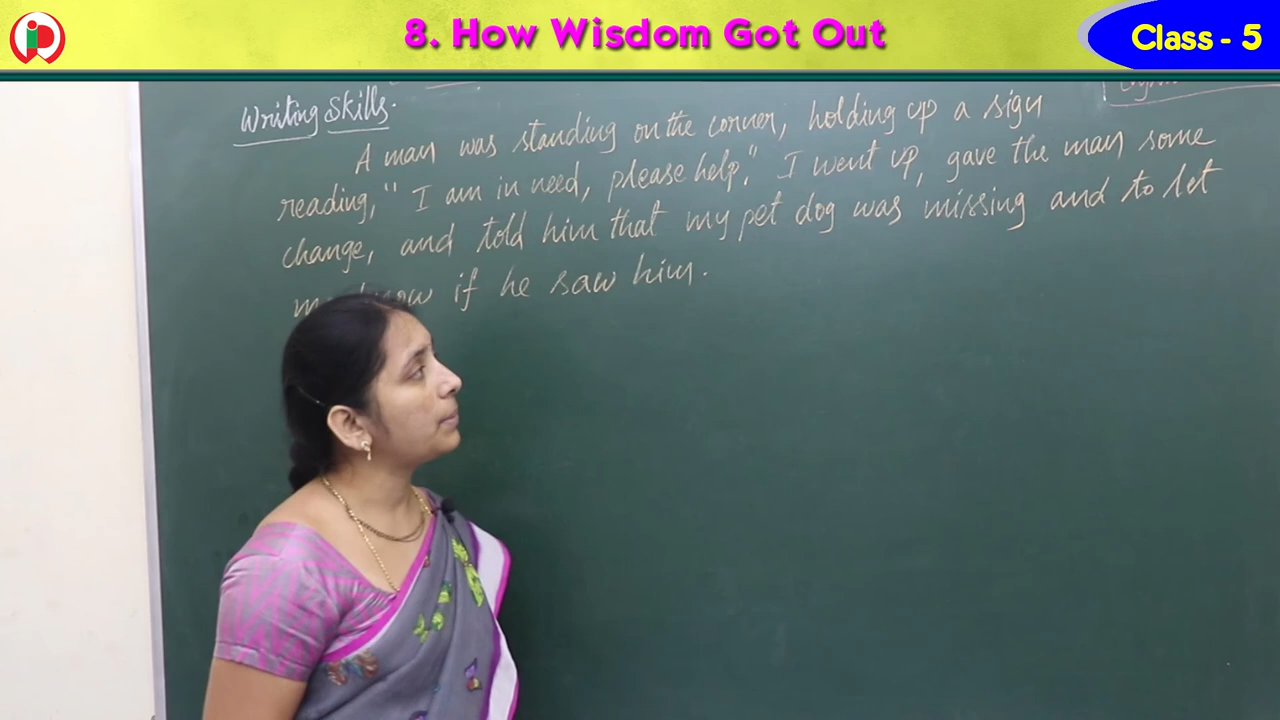 8. How Wisdom Got Out
Class - 5
Writing Skills.
A man was standing on the corner, holding up a sign
reading, " I am in need, please help." I went up, gave the man some
change, and told him that my pet dog was missing and to let
if he saw him.